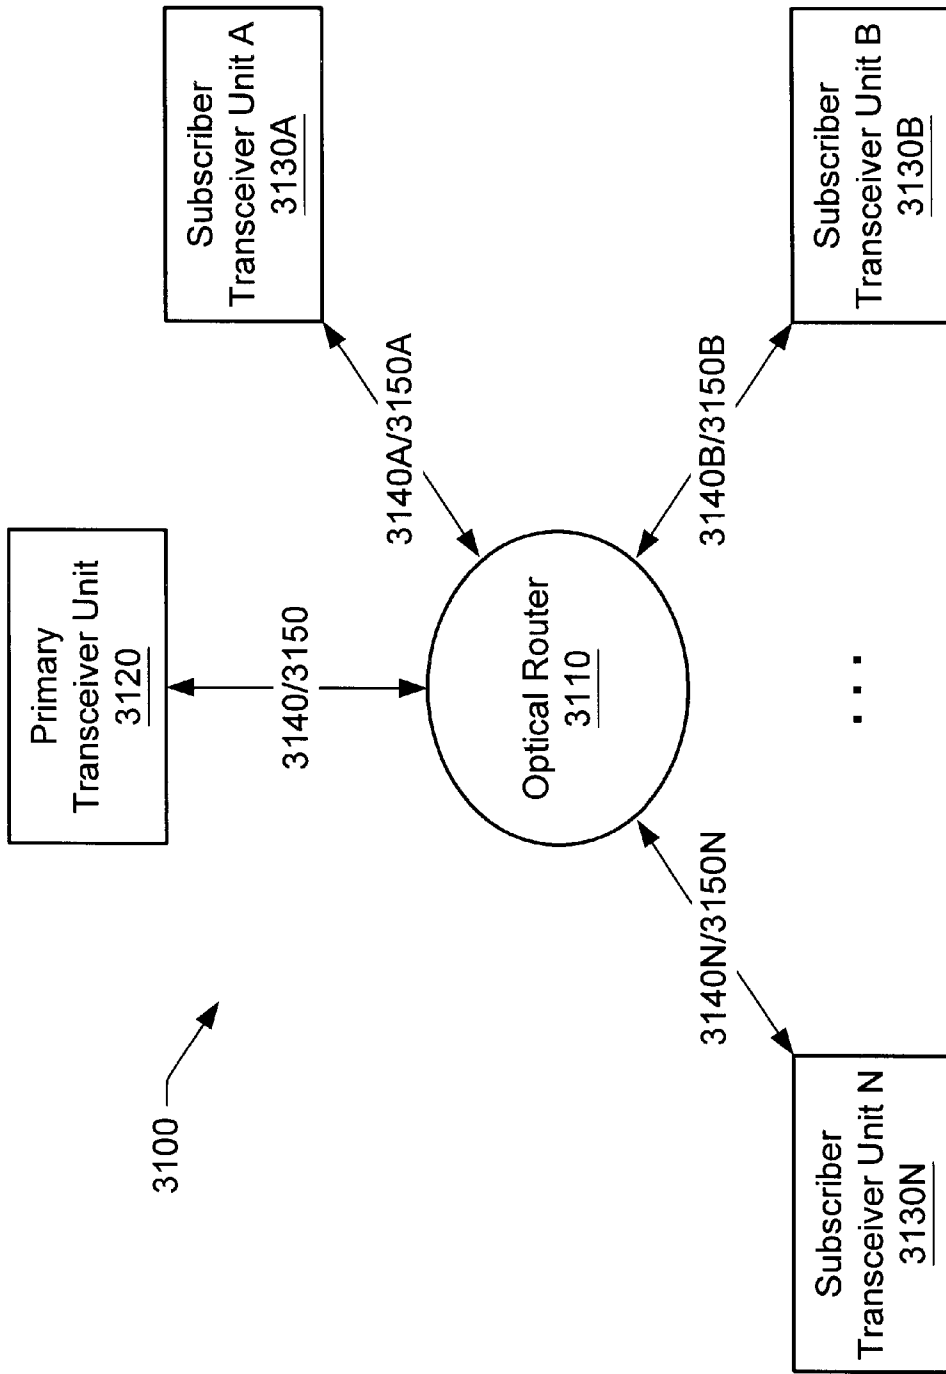 3100
Primary
Transceiver Unit
3120
3140/3150
Subscriber
Transceiver Unit A
3130A
3140A/3150A
Optical Router
3110
3140B/3150B
Subscriber
Transceiver Unit B
3130B
...
3140N/3150N
Subscriber
Transceiver Unit N
3130N